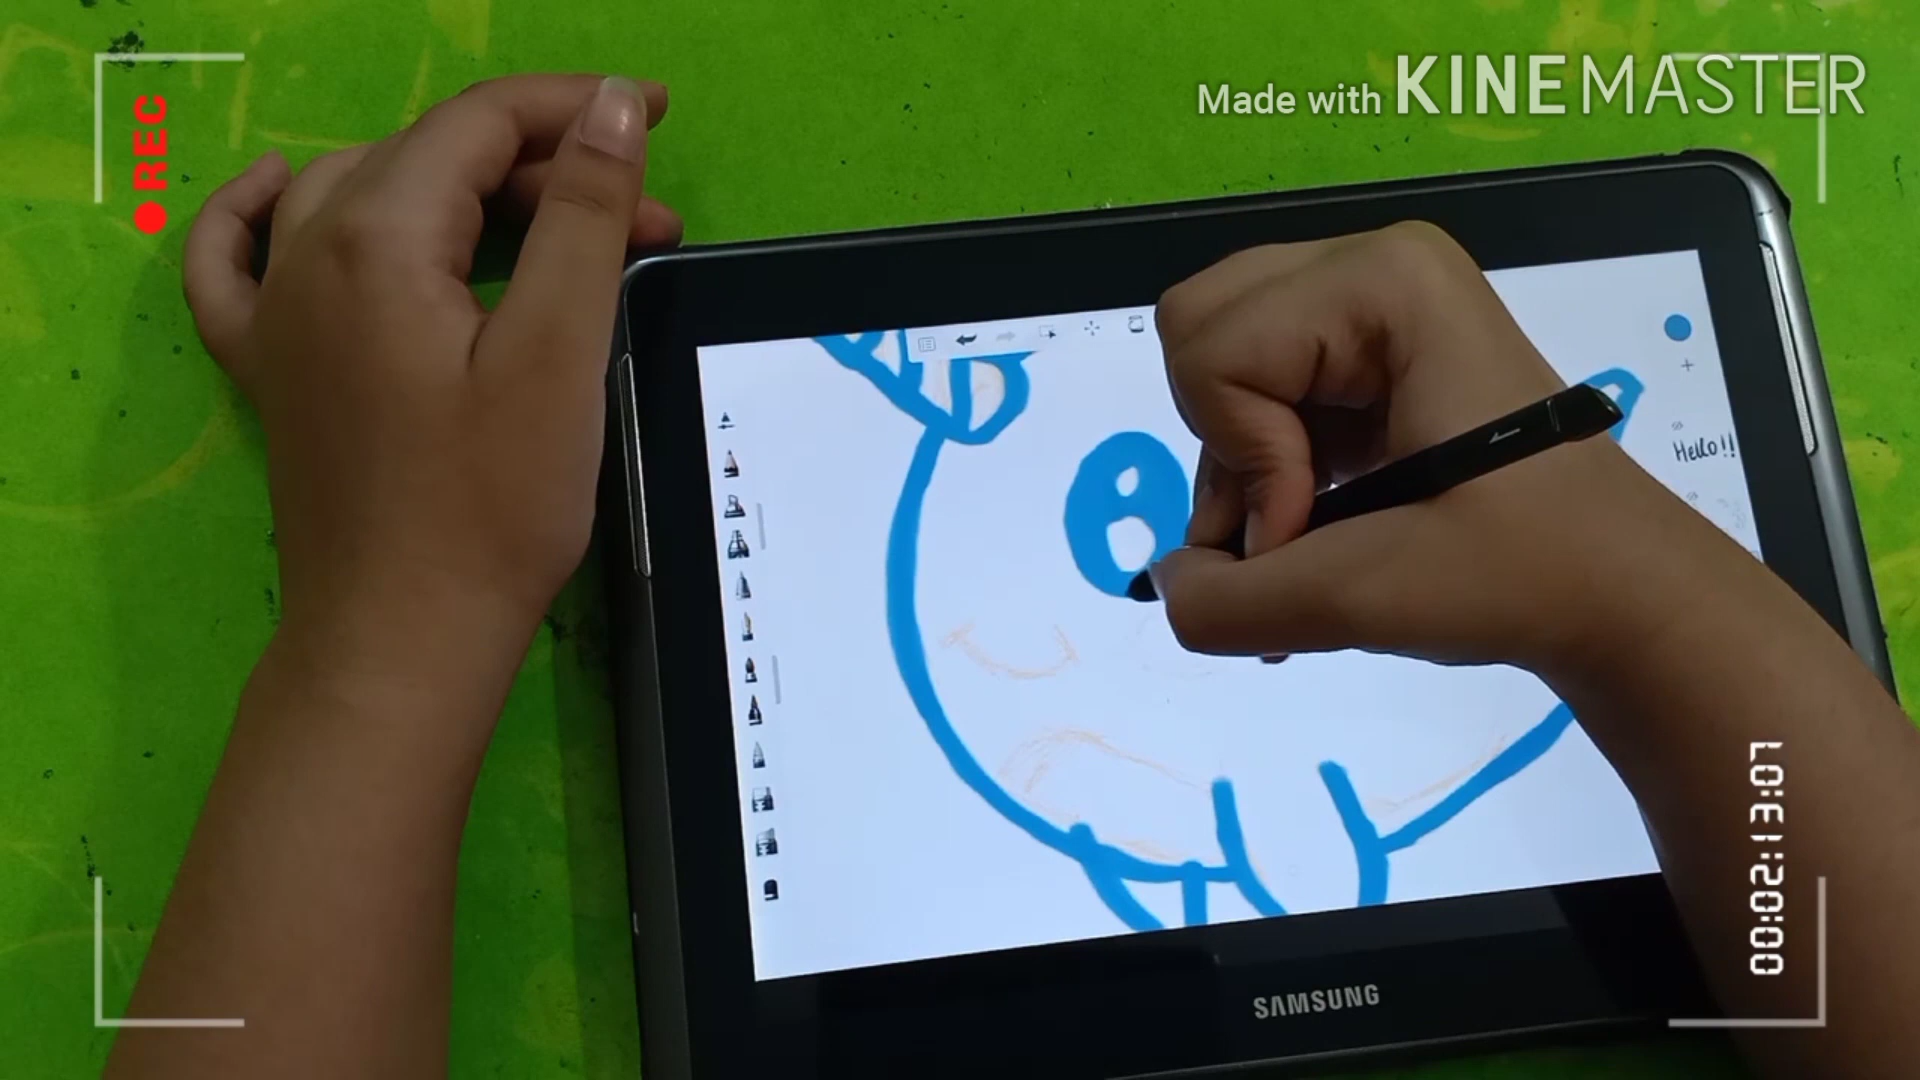 REC
Made with KINEMASTER
Hello!!
00:02:13:07
SAMSUNG